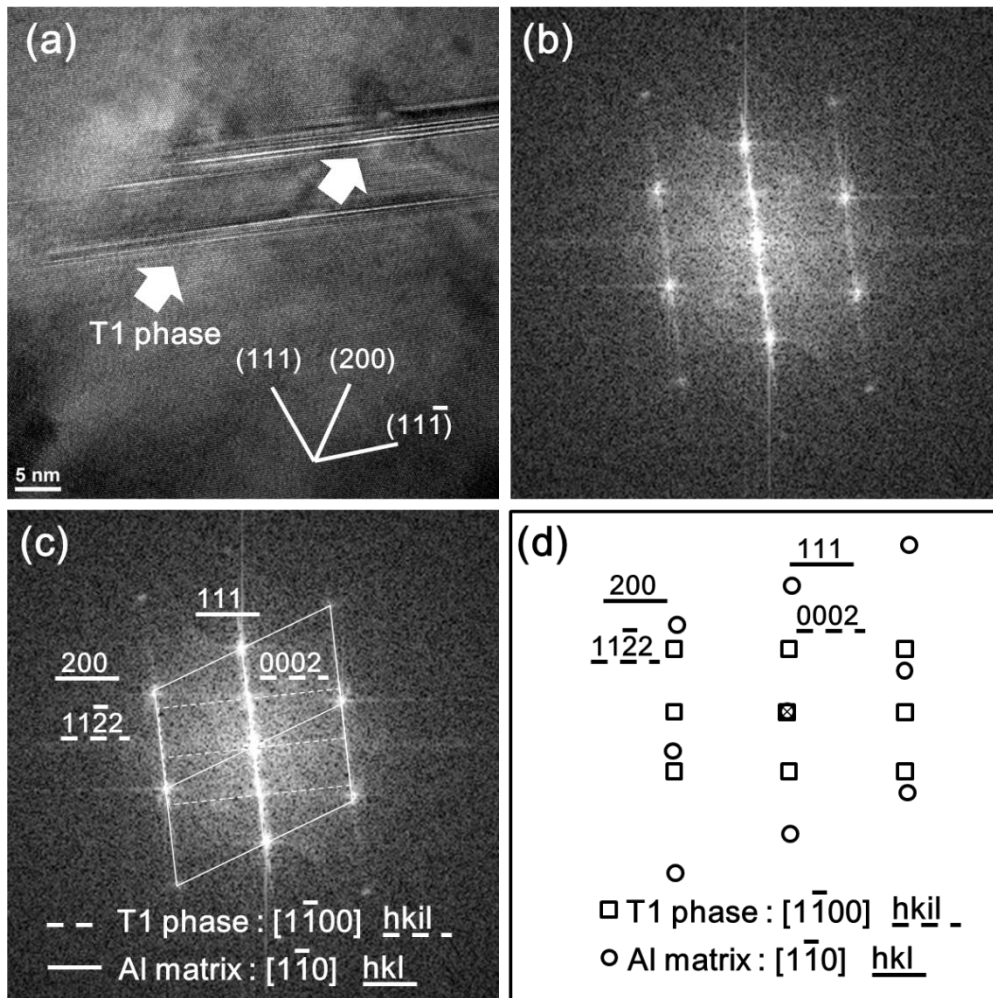 (a)
T1 phase
(111) (200)
(111̅)
5 nm
(b)
(c)
111
200
0002
112̅2
T1 phase : [11̅00] hkil
Al matrix : [11̅0] hkl
(d)
111
200
0002
112̅2
T1 phase : [11̅00] hkil
Al matrix : [11̅0] hkl